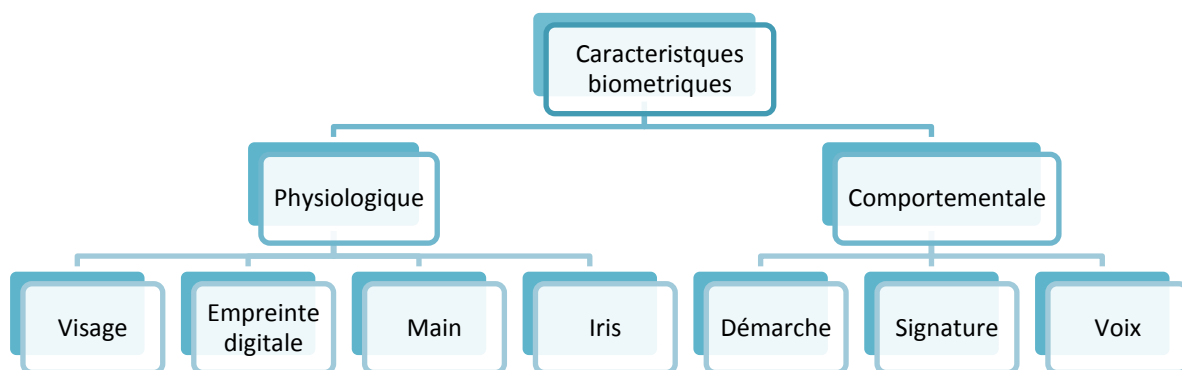 Caracteristques
biometriques
Physiologique
Comportementale
Visage
Empreinte
digitale
Main
Iris
Démarche
Signature
Voix